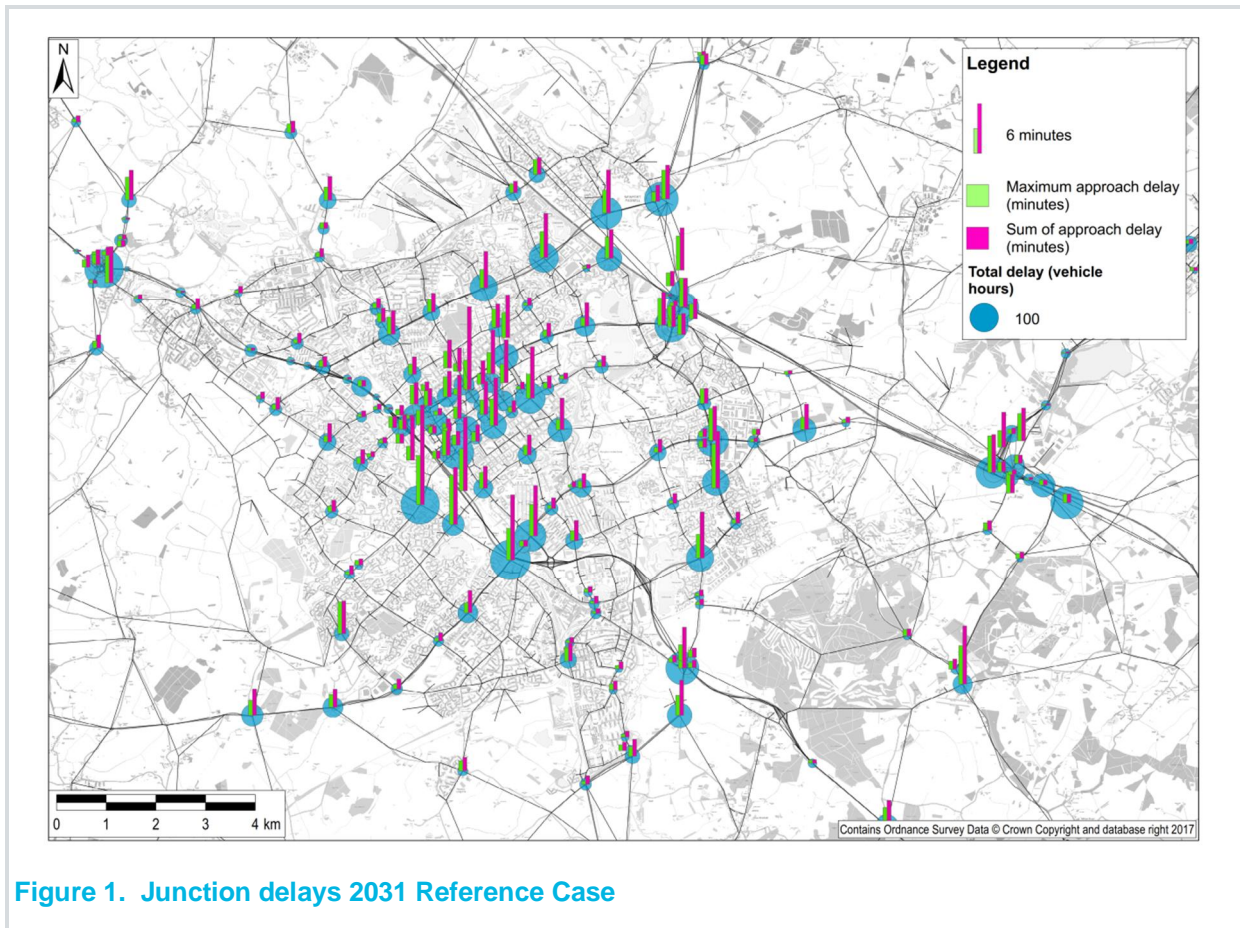 N
Legend
6 minutes
Maximum approach delay
(minutes)
Sum of approach delay
(minutes)
Total delay (vehicle
hours)
100
0 1 2 3 4 km
Contains Ordnance Survey Data © Crown Copyright and database right 2017
Figure 1. Junction delays 2031 Reference Case